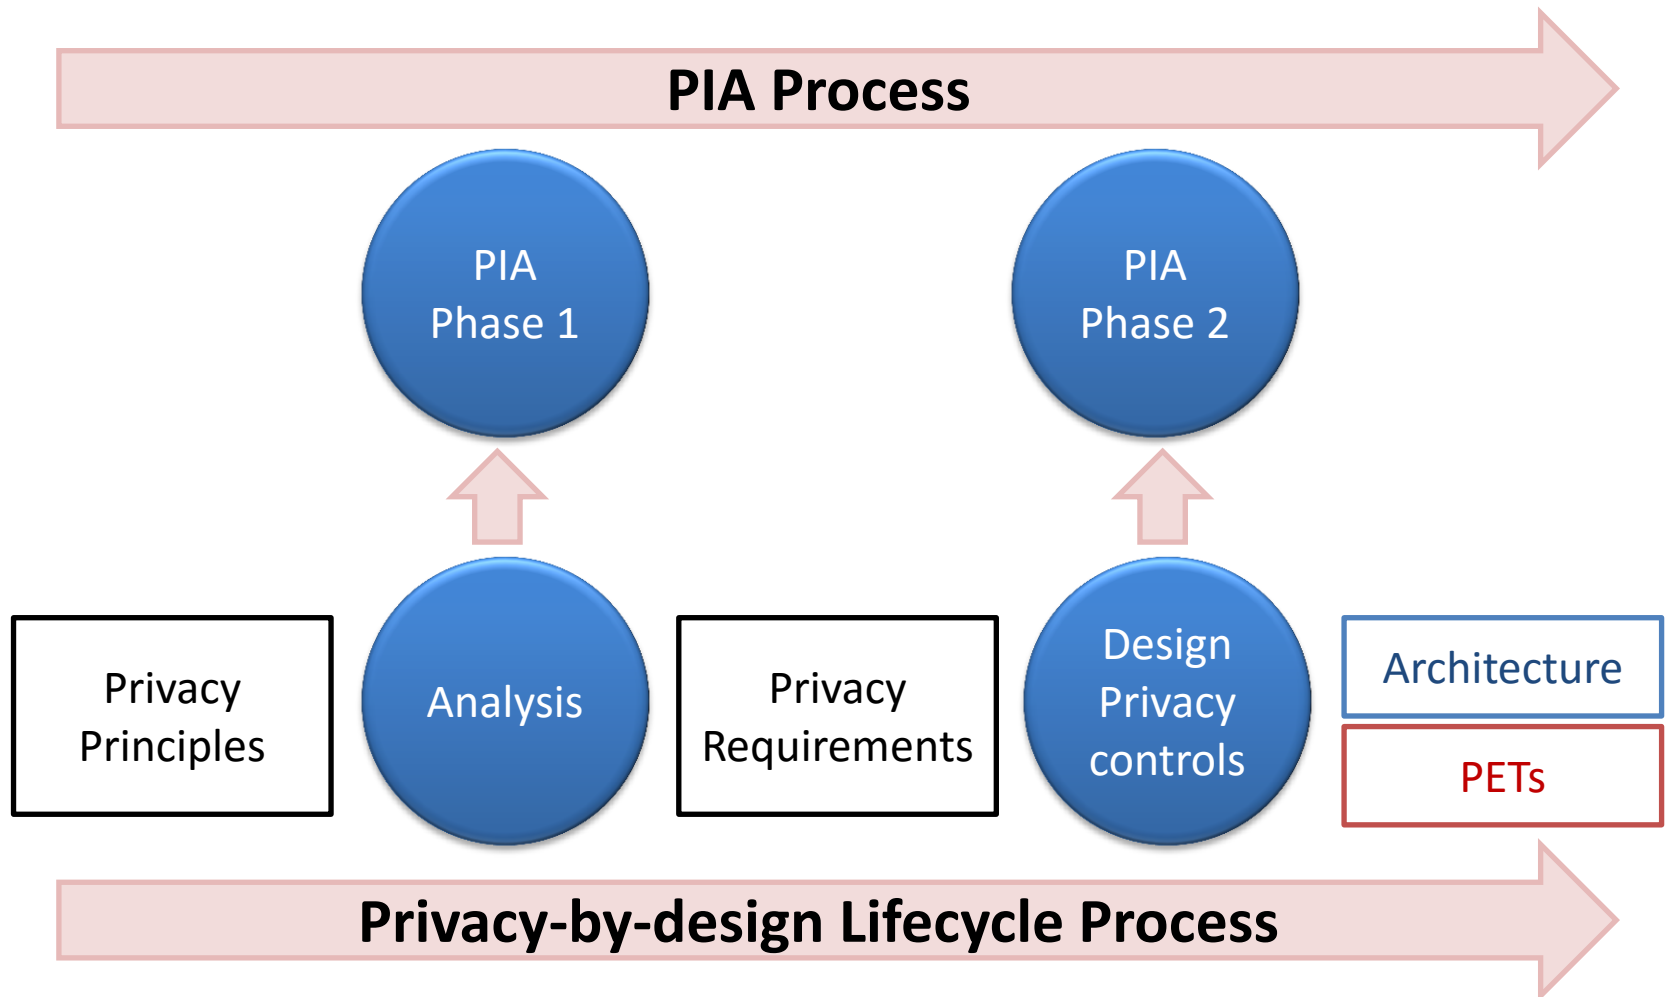 PIA Process
PIA
Phase 1
PIA
Phase 2
Privacy
Principles
Analysis
Privacy
Requirements
Design
Privacy
controls
Architecture
PETs
Privacy-by-design Lifecycle Process